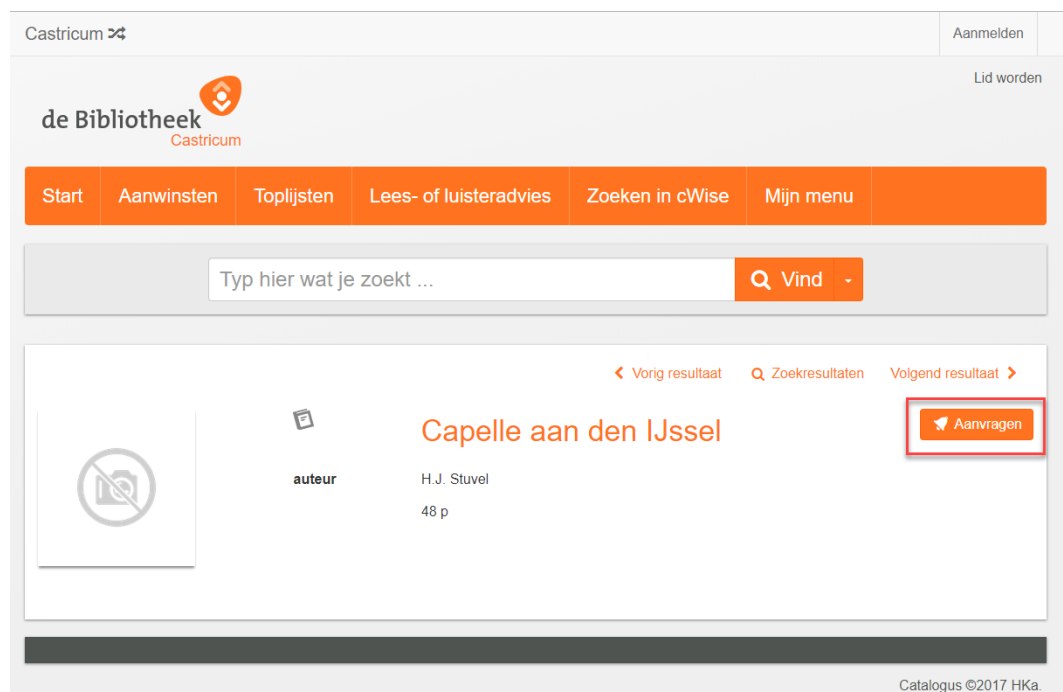 Castricum
Aanmelden
Lid worden
de Bibliotheek
Castricum
Start Aanwinsten Toplijsten Lees- of luisteradvies Zoeken in cWise Mijn menu
Typ hier wat je zoekt ... Vind
Vorig resultaat Zoekresultaten Volgend resultaat
Capelle aan den IJssel Aanvragen
auteur H.J. Stuvel
48 p
Catalogus ©2017 HKa.